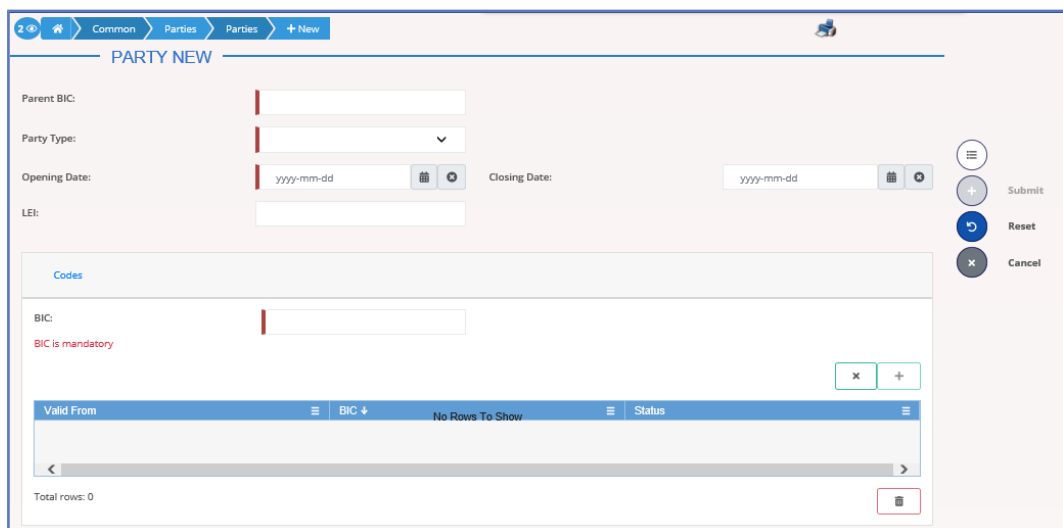 2 Common Parties Parties + New
PARTY NEW
Parent BIC:
Party Type:
Opening Date: yyyy-mm-dd Closing Date: yyyy-mm-dd
LEI:
Submit
Reset
Cancel
Codes
BIC:
BIC is mandatory
Valid From BIC Status
No Rows To Show
Total rows: 0